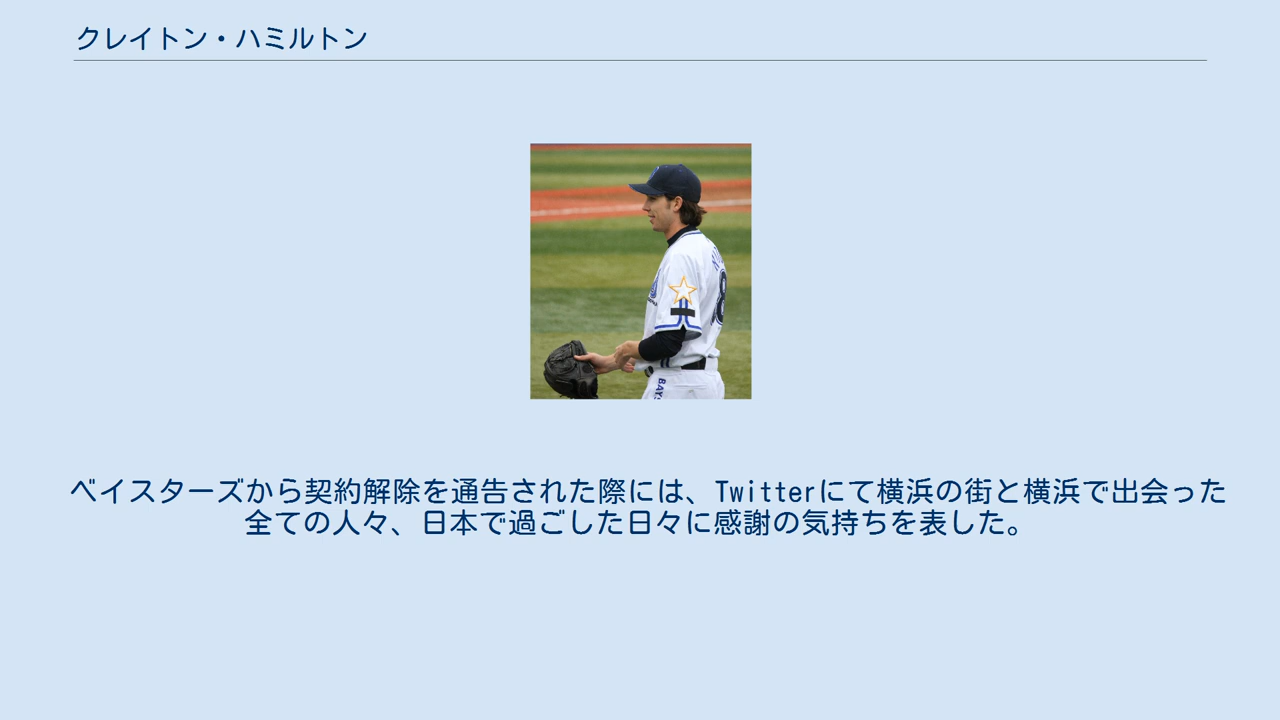 クレイトン・ハミルトン
8
BAYS
ベイスターズから契約解除を通告された際には、Twitterにて横浜の街と横浜で出会った
全ての人々、日本で過ごした日々に感謝の気持ちを表した。